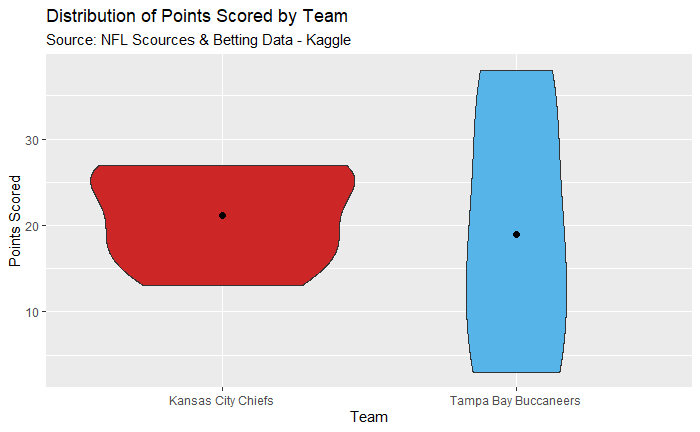 Distribution of Points Scored by Team
Source: NFL Scources & Betting Data - Kaggle
Points Scored
30
20
10
Kansas City Chiefs
Tampa Bay Buccaneers
Team